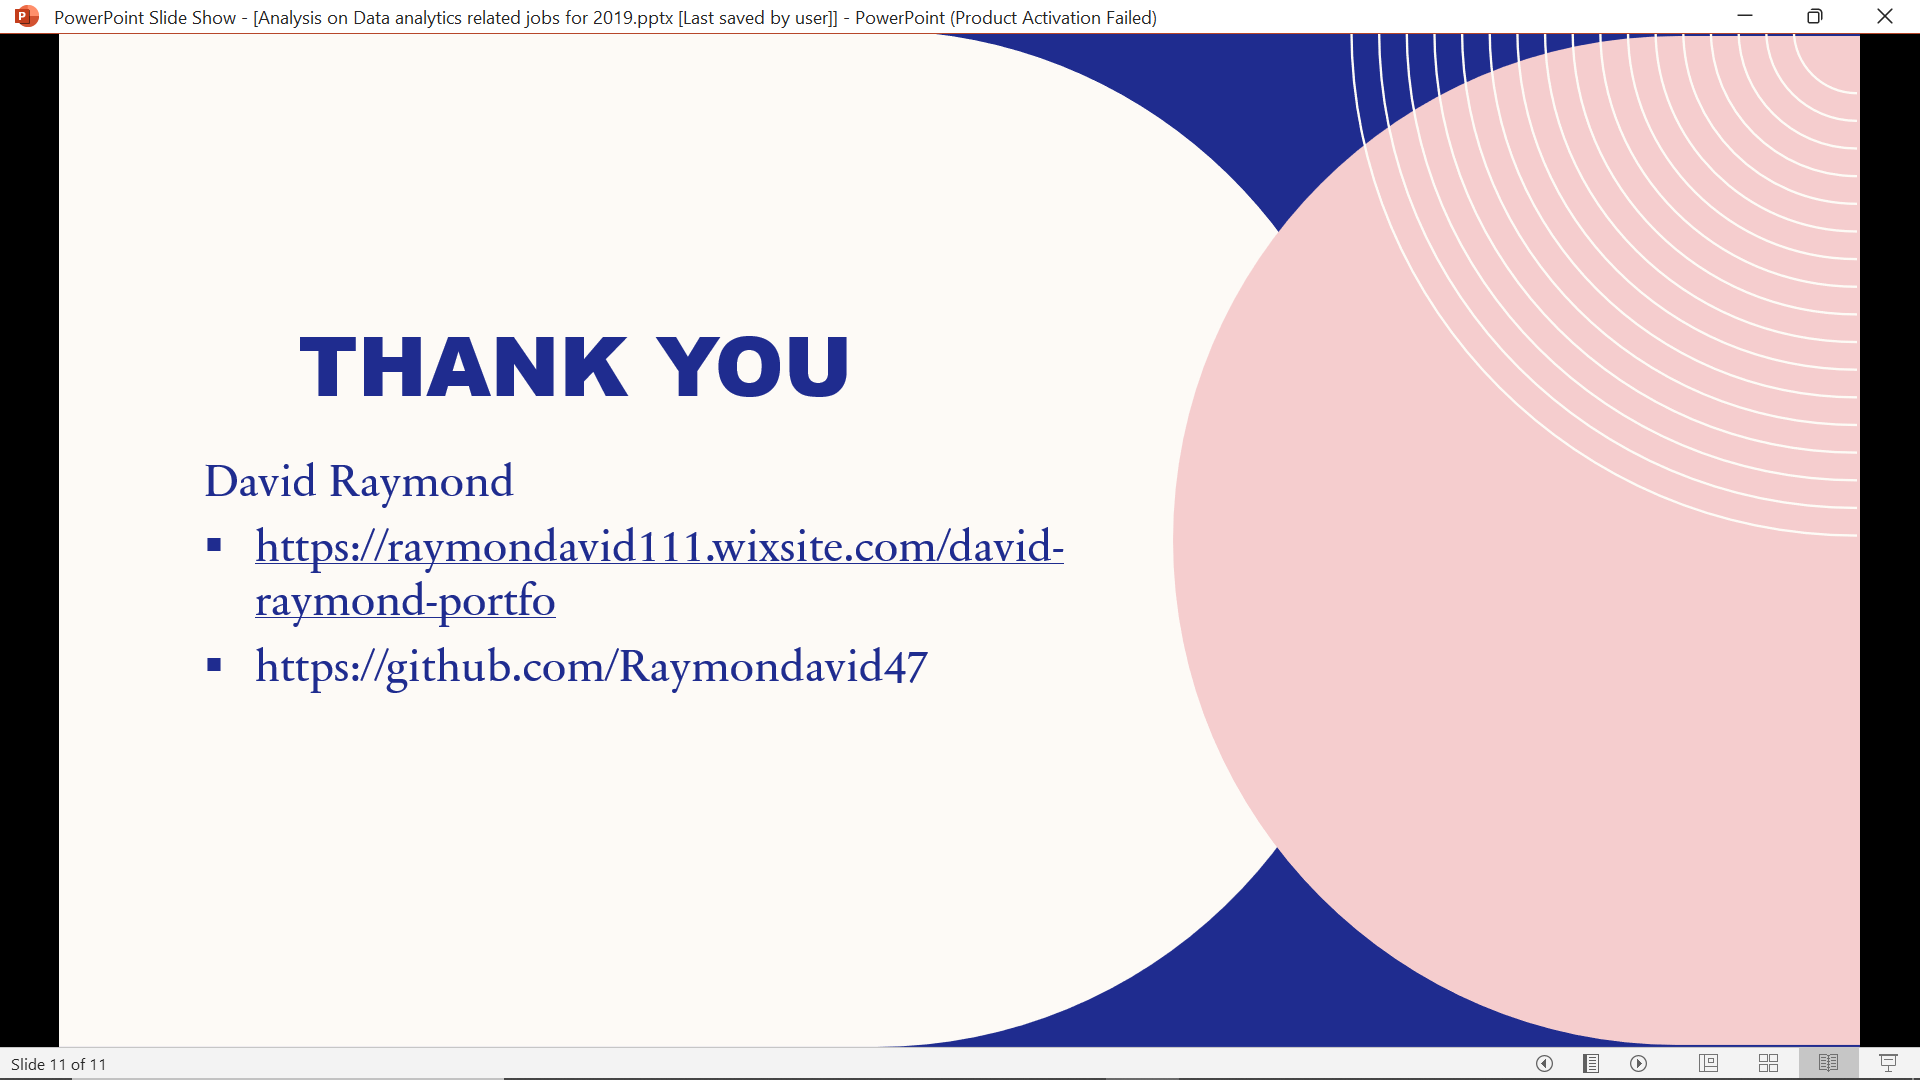 PowerPoint Slide Show - [Analysis on Data analytics related jobs for 2019.pptx [Last saved by user]] - PowerPoint (Product Activation Failed)
THANK YOU
David Raymond
▪ https://raymondavid111.wixsite.com/david-
raymond-portfo
▪ https://github.com/Raymondavid47
Slide 11 of 11